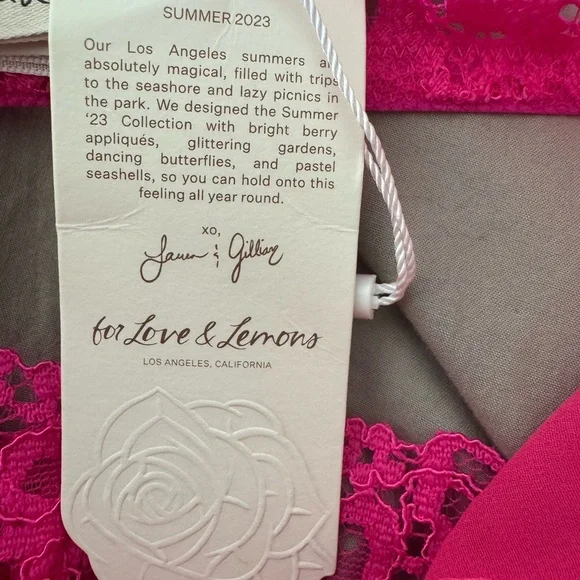 SUMMER 2023
Our Los Angeles summers
absolutely magical, filled with trips
to the seashore and lazy picnics in
the park. We designed the Summer
‘23 Collection with bright berry
appliqués, glittering gardens,
dancing butterflies, and pastel
seashells, so you can hold onto this
feeling all year round.
xo,
Lauren & Gillian
for Love & Lemons
LOS ANGELES, CALIFORNIA